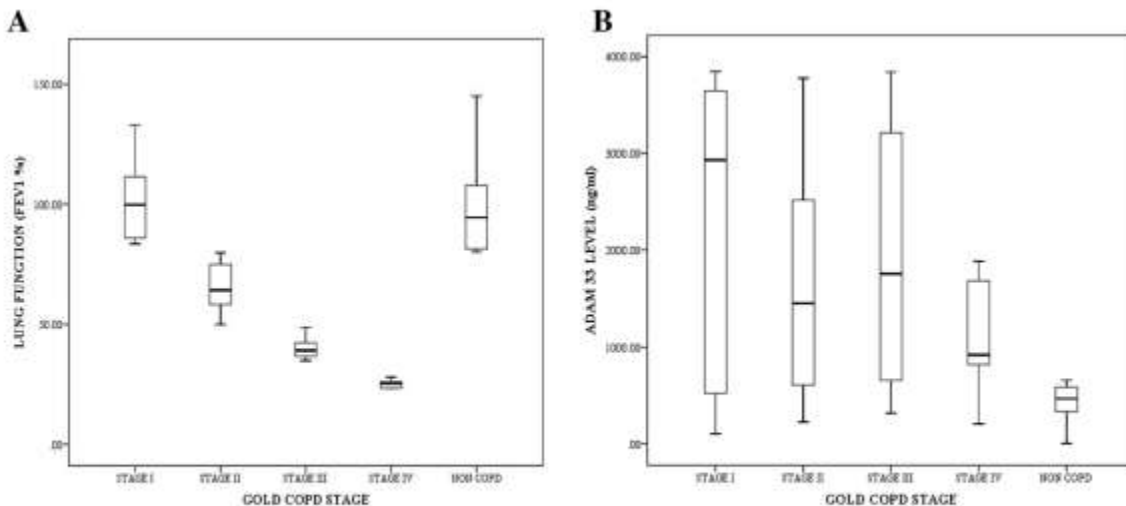 A
LUNG FUNGTION (FEV1 %)
150.00
100.00
50.00
.00
STAGE I STAGE II STAGE III STAGE IV NON COPD
GOLD COPD STAGE
B
ADAM 33 LEVEL (ng/ml)
4000.00
3000.00
2000.00
1000.00
.00
STAGE I STAGE II STAGE III STAGE IV NON COPD
GOLD COPD STAGE